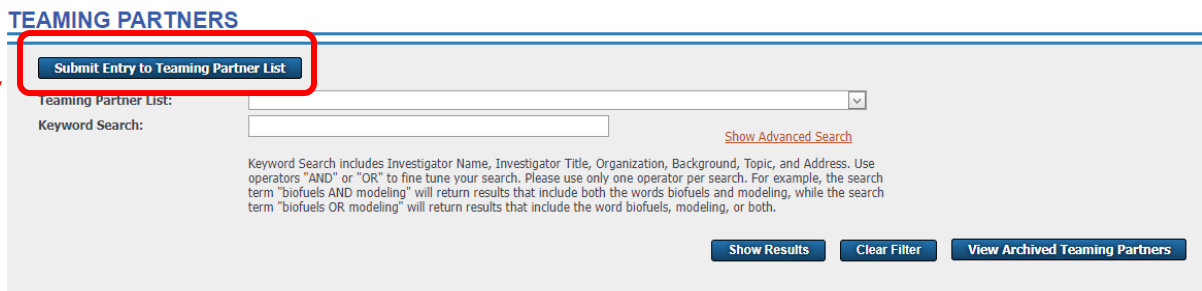 TEAMING PARTNERS
Submit Entry to Teaming Partner List
Teaming Partner List:
Keyword Search:
Show Advanced Search
Keyword Search includes Investigator Name, Investigator Title, Organization, Background, Topic, and Address. Use
operators "AND" or "OR" to fine tune your search. Please use only one operator per search. For example, the search
term "biofuels AND modeling" will return results that include both the words biofuels and modeling, while the search
term "biofuels OR modeling" will return results that include the word biofuels, modeling, or both.
Show Results Clear Filter View Archived Teaming Partners